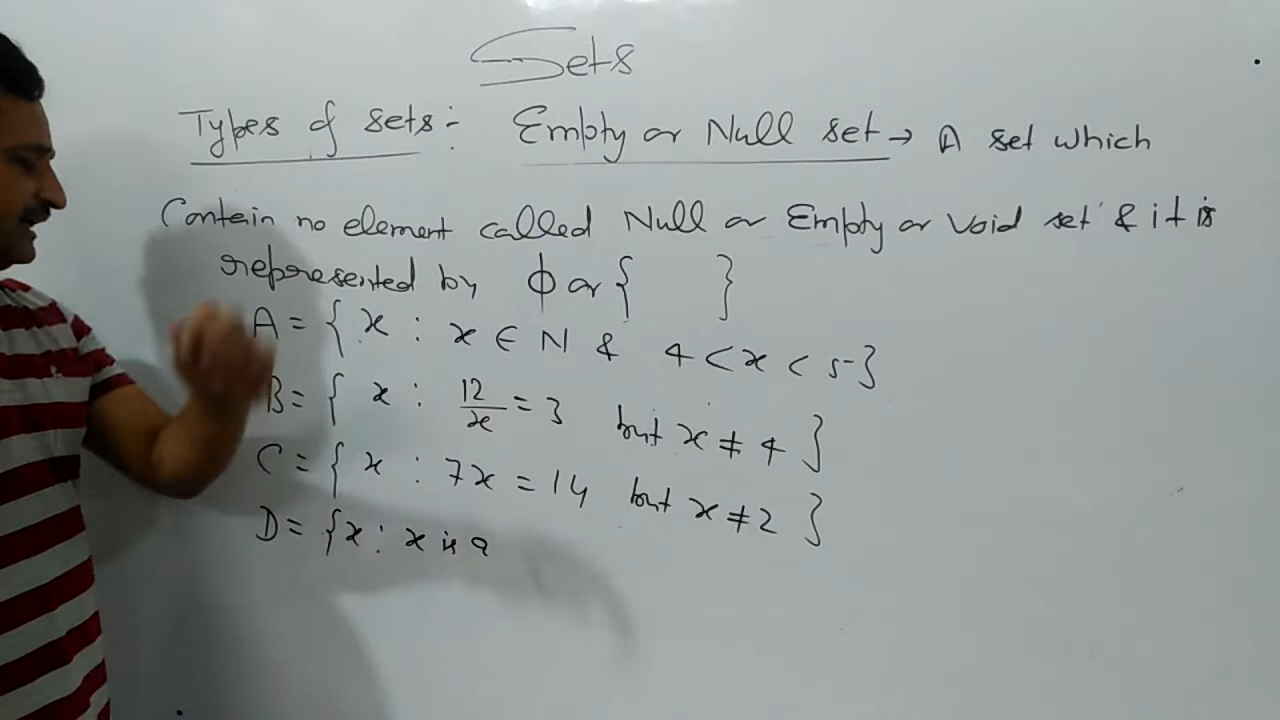 Sets
Types of sets:- Empty or Null set → A set which
Contain no element called Null or Empty or Void set & it is
represented by ϕ or { }
A = { x : x ∈ N & 4 < x < 5 }
B = { x : 12/x = 3 but x ≠ 4 }
C = { x : 7x = 14 but x ≠ 2 }
D = { x : x is a